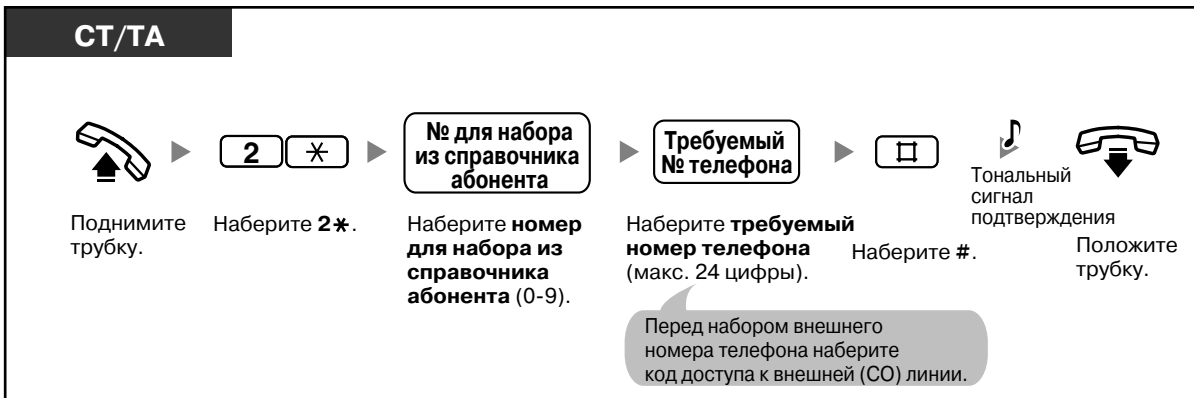 СТ/ТА
№ для набора
из справочника
абонента
Требуемый
№ телефона
2
Тональный
сигнал
подтверждения
Поднимите
трубку.
Наберите 2*.
Наберите номер
для набора из
справочника
абонента (0-9).
Наберите требуемый
номер телефона
(макс. 24 цифры).
Наберите #.
Положите
трубку.
Перед набором внешнего
номера телефона наберите
код доступа к внешней (CO) линии.